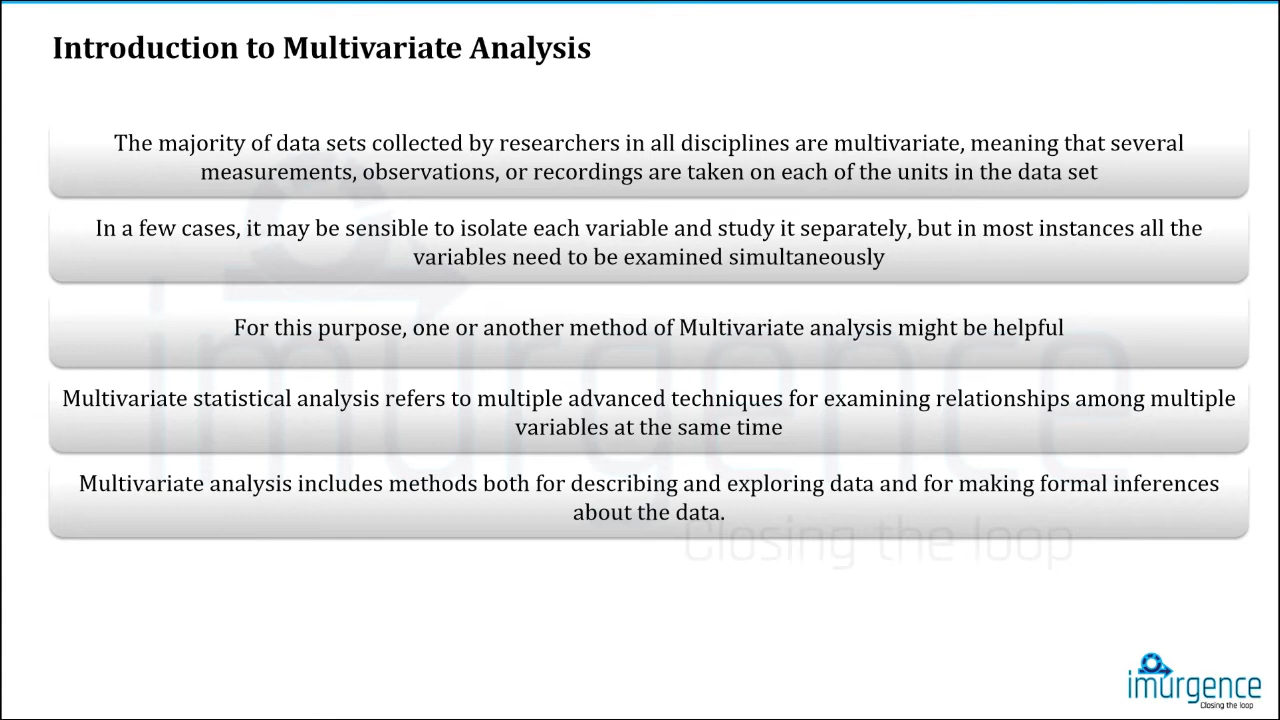 Introduction to Multivariate Analysis
The majority of data sets collected by researchers in all disciplines are multivariate, meaning that several
measurements, observations, or recordings are taken on each of the units in the data set
In a few cases, it may be sensible to isolate each variable and study it separately, but in most instances all the
variables need to be examined simultaneously
For this purpose, one or another method of Multivariate analysis might be helpful
Multivariate statistical analysis refers to multiple advanced techniques for examining relationships among multiple
variables at the same time
Multivariate analysis includes methods both for describing and exploring data and for making formal inferences
about the data.
imurgence
Closing the loop
imurgence
Closing the loop